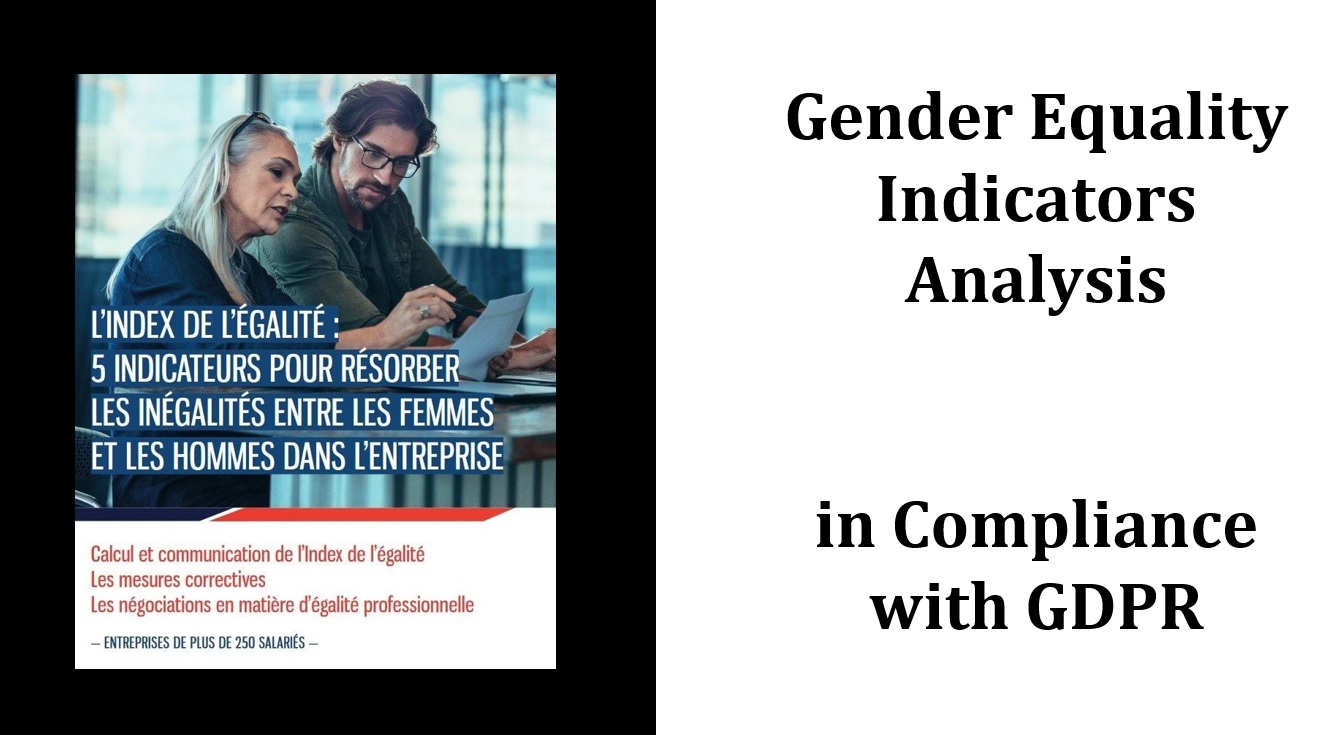 L'INDEX DE L'ÉGALITÉ :
5 INDICATEURS POUR RÉSORBER
LES INÉGALITÉS ENTRE LES FEMMES
ET LES HOMMES DANS L'ENTREPRISE
Calcul et communication de l'Index de l'égalité
Les mesures correctives
Les négociations en matière d'égalité professionnelle
– ENTREPRISES DE PLUS DE 250 SALARIÉS –
Gender Equality
Indicators
Analysis
in Compliance
with GDPR